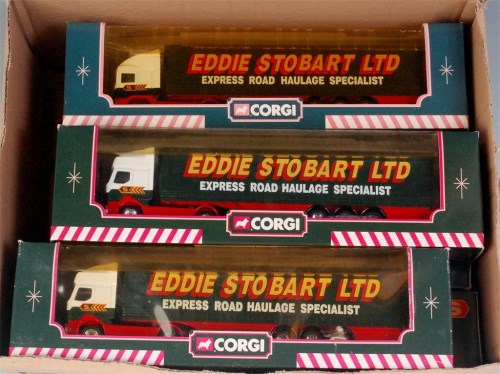 EDDIE STOBART LTD
EXPRESS ROAD HAULAGE SPECIALIST
CORGI
EDDIE STOBART LTD
EXPRESS ROAD HAULAGE SPECIALIST
CORGI
EDDIE STOBART LTD
EXPRESS ROAD HAULAGE SPECIALIST
CORGI